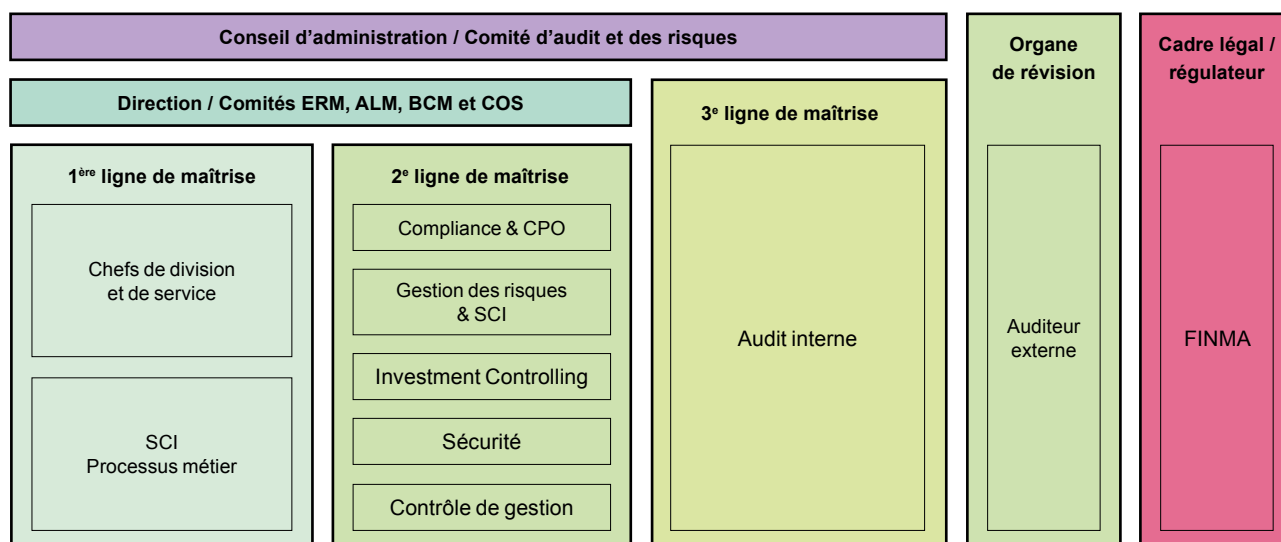 Conseil d’administration / Comité d’audit et des risques
Direction / Comités ERM, ALM, BCM et COS
1ère ligne de maîtrise
Chefs de division
et de service
SCI
Processus métier
2e ligne de maîtrise
Compliance & CPO
Gestion des risques
& SCI
Investment Controlling
Sécurité
Contrôle de gestion
3e ligne de maîtrise
Audit interne
Organe
de révision
Auditeur
externe
Cadre légal /
régulateur
FINMA